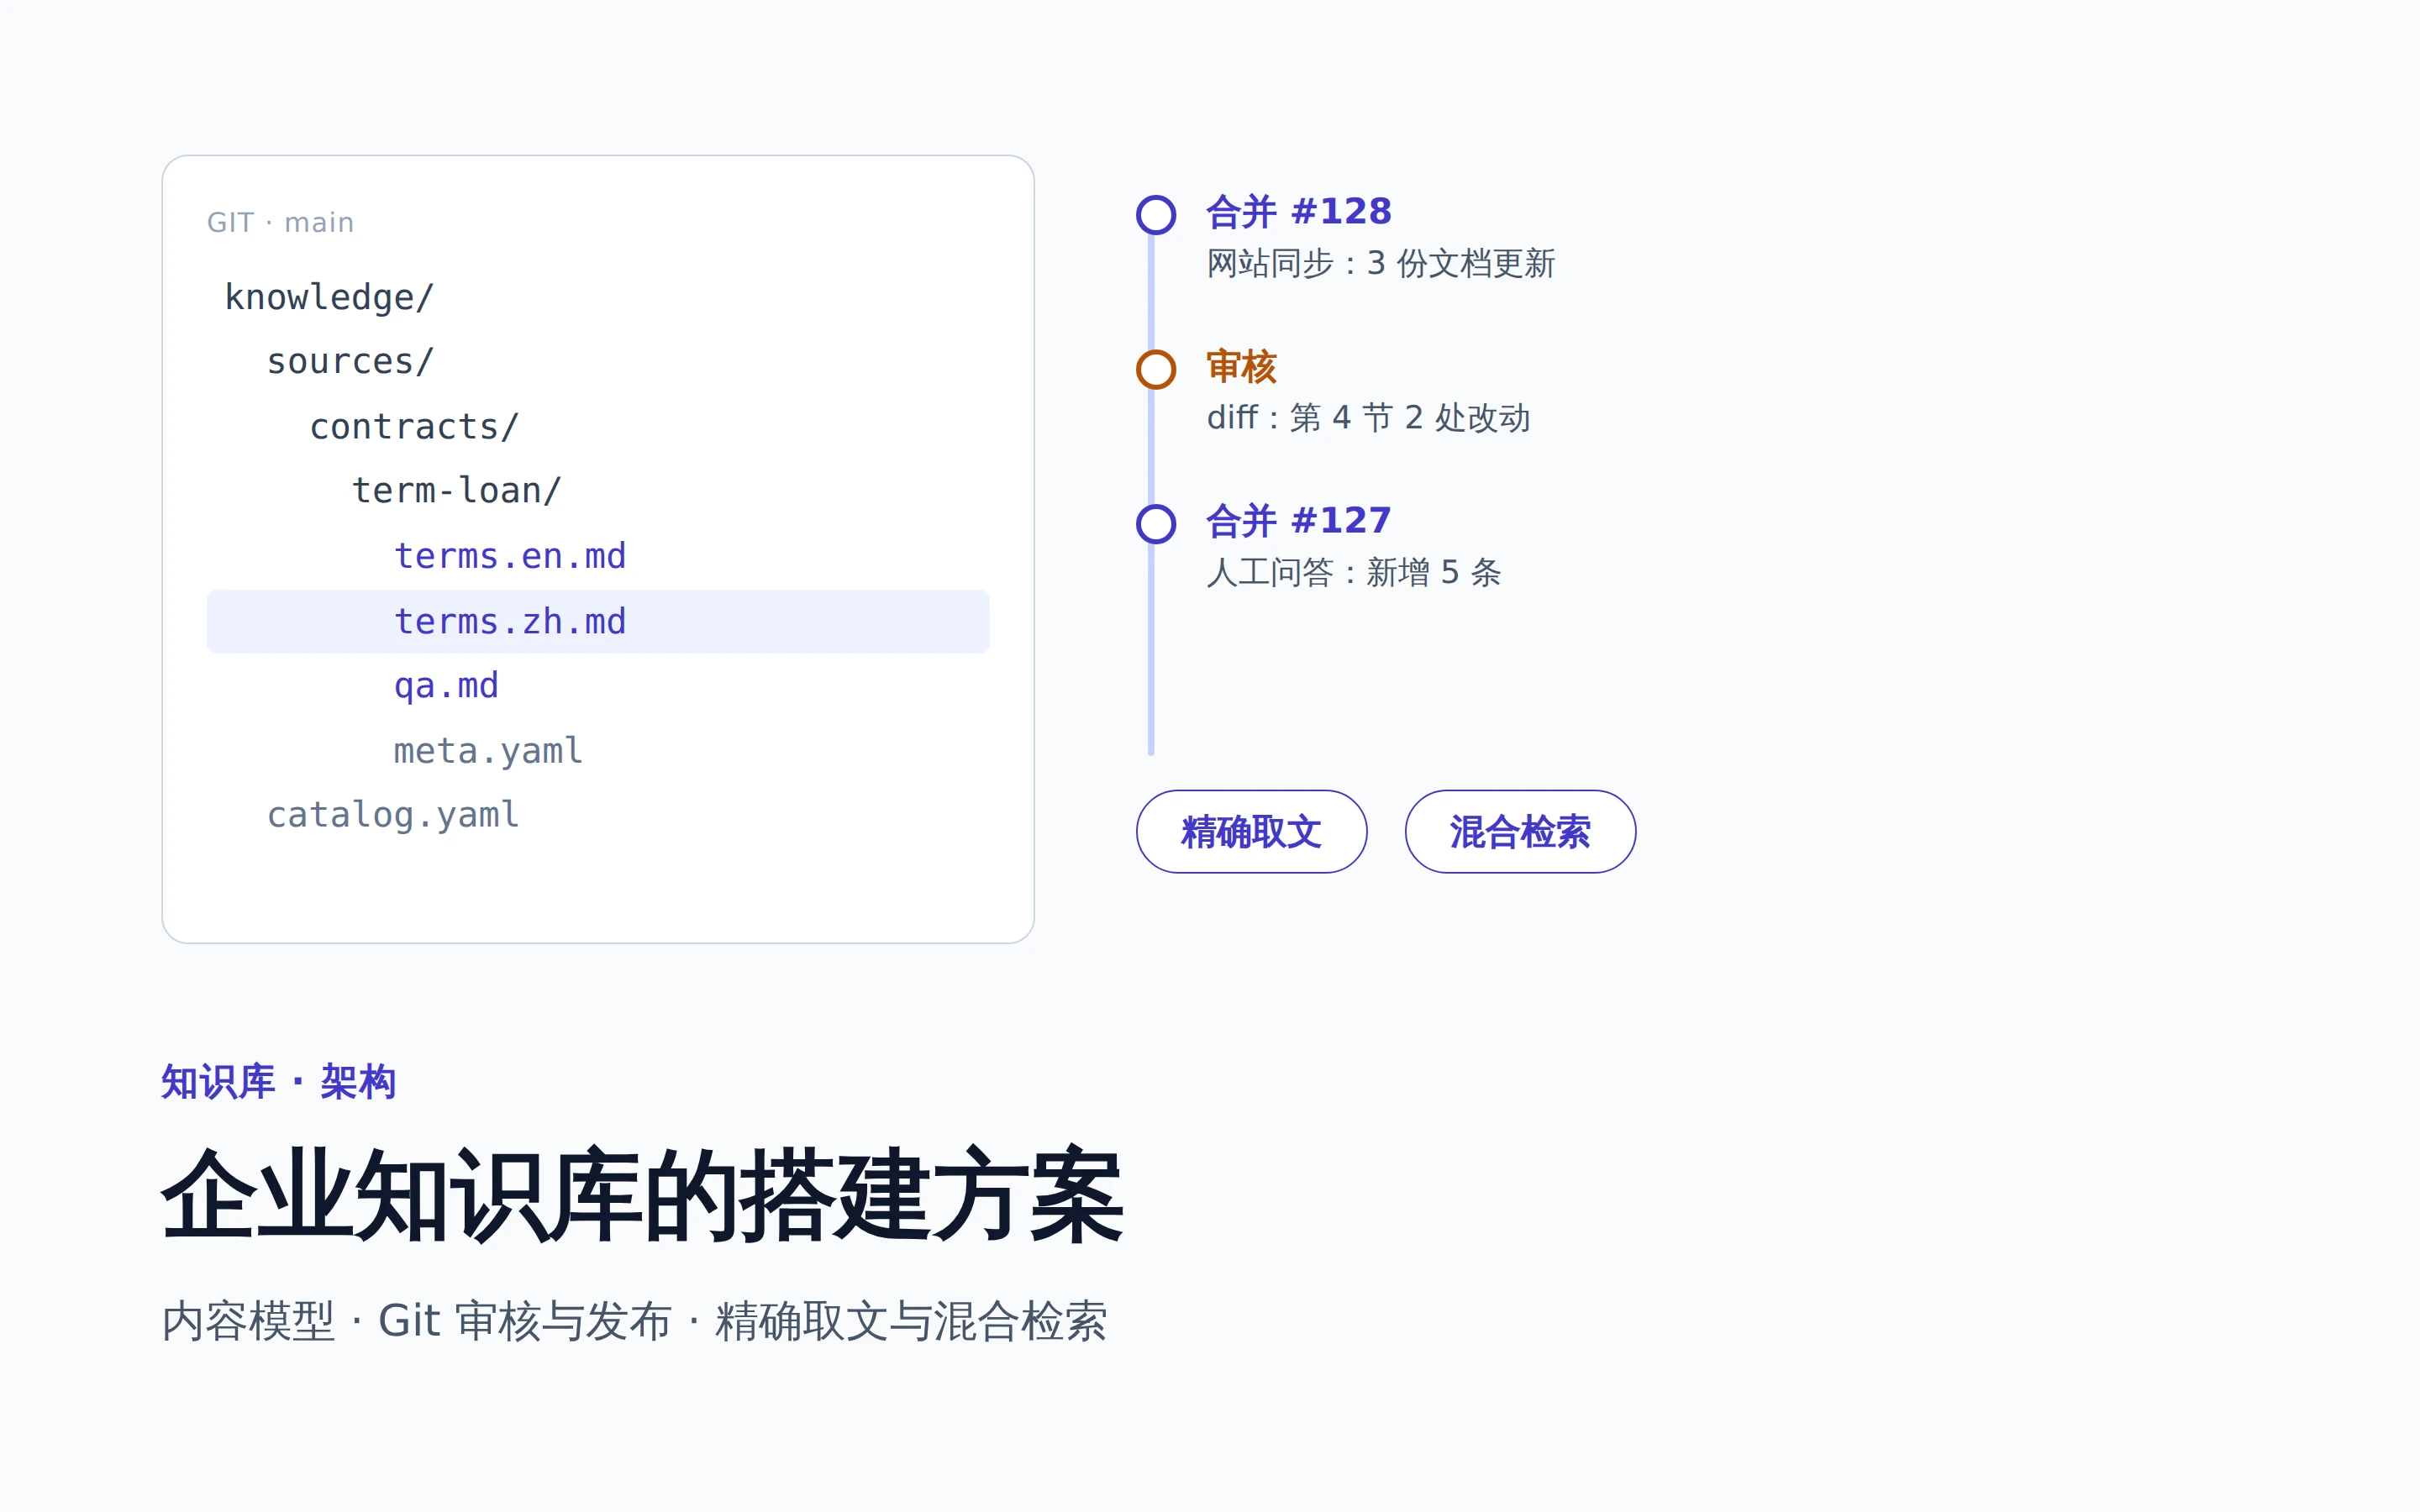 GIT · main
knowledge/
sources/
contracts/
term-loan/
terms.en.md
terms.zh.md
qa.md
meta.yaml
catalog.yaml
合并 #128
网站同步：3 份文档更新
审核
diff：第 4 节 2 处改动
合并 #127
人工问答：新增 5 条
精确取文
混合检索
知识库 · 架构
企业知识库的搭建方案
内容模型 · Git 审核与发布 · 精确取文与混合检索